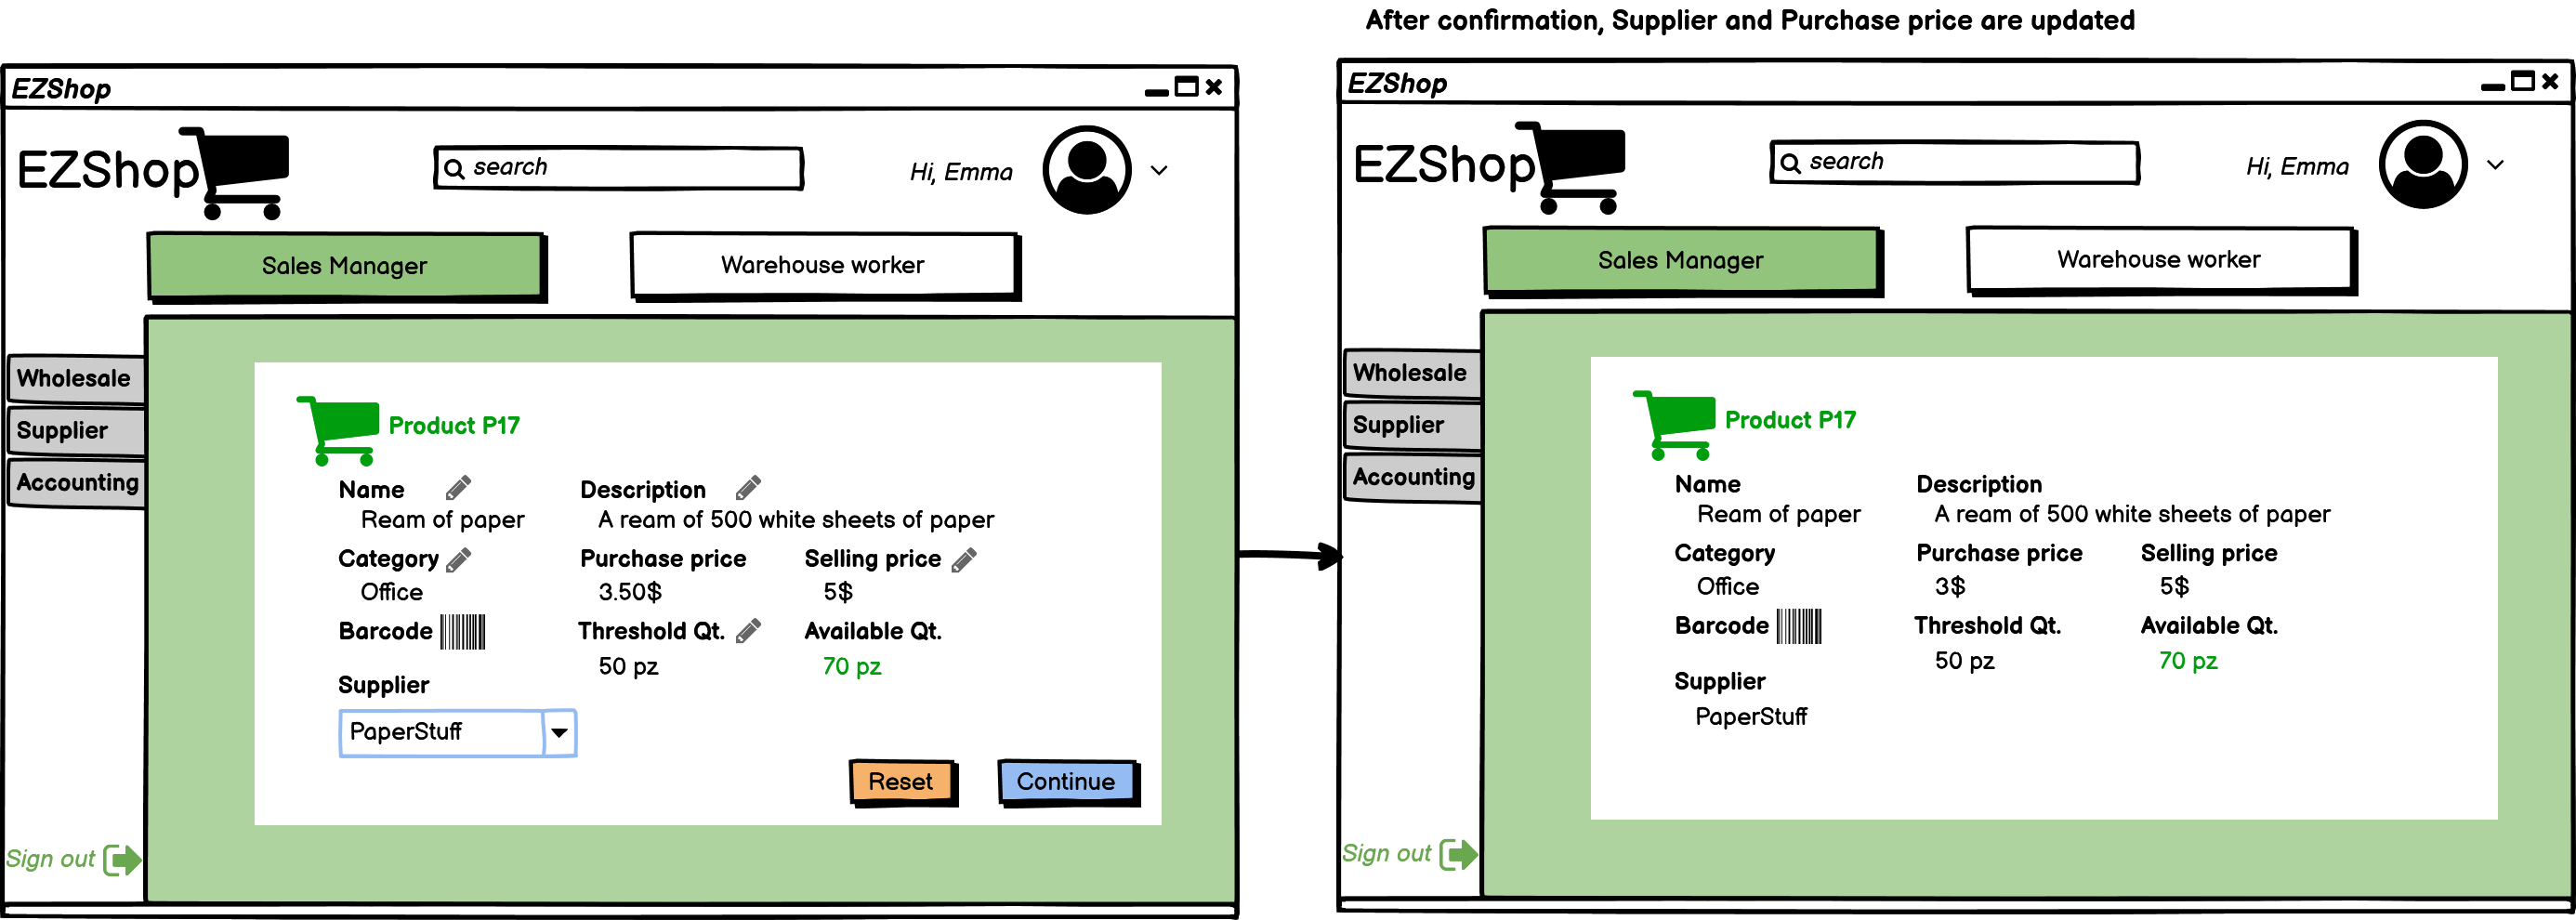 After confirmation, Supplier and Purchase price are updated
EZShop
EZShop
search
Hi, Emma
Sales Manager
Warehouse worker
Wholesale
Supplier
Accounting
Product P17
Name
Description
Ream of paper
A ream of 500 white sheets of paper
Category
Purchase price
Selling price
Office
3.50$
5$
Barcode
Threshold Qt.
Available Qt.
50 pz
70 pz
Supplier
PaperStuff
Reset
Continue
Sign out
EZShop
EZShop
search
Hi, Emma
Sales Manager
Warehouse worker
Wholesale
Supplier
Accounting
Product P17
Name
Description
Ream of paper
A ream of 500 white sheets of paper
Category
Purchase price
Selling price
Office
3$
5$
Barcode
Threshold Qt.
Available Qt.
50 pz
70 pz
Supplier
PaperStuff
Sign out